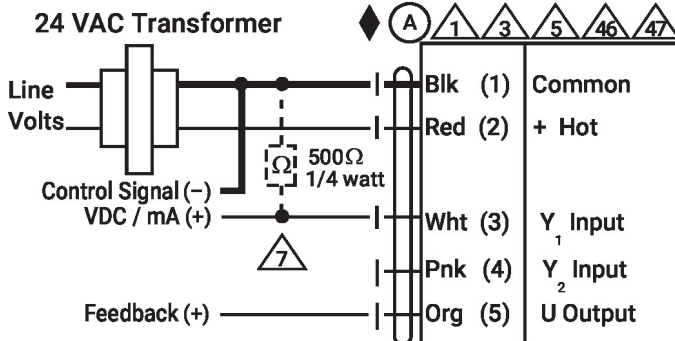 24 VAC Transformer
A 1 3 5 46 47
Line
Volts
Blk (1) Common
Red (2) + Hot
Ω 500Ω
1/4 watt
Control Signal (−)
VDC / mA (+)
Wht (3) Y1 Input
7
Pnk (4) Y2 Input
Feedback (+)
Org (5) U Output